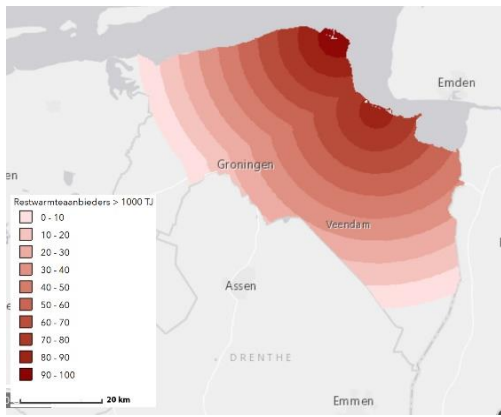 Emden
en
Groningen
Restwarmteaanbieders > 1000 TJ
0 - 10
10 - 20
20 - 30
30 - 40
40 - 50
50 - 60
60 - 70
70 - 80
80 - 90
90 - 100
20 km
Veendam
Assen
DRENTHE
Emmen